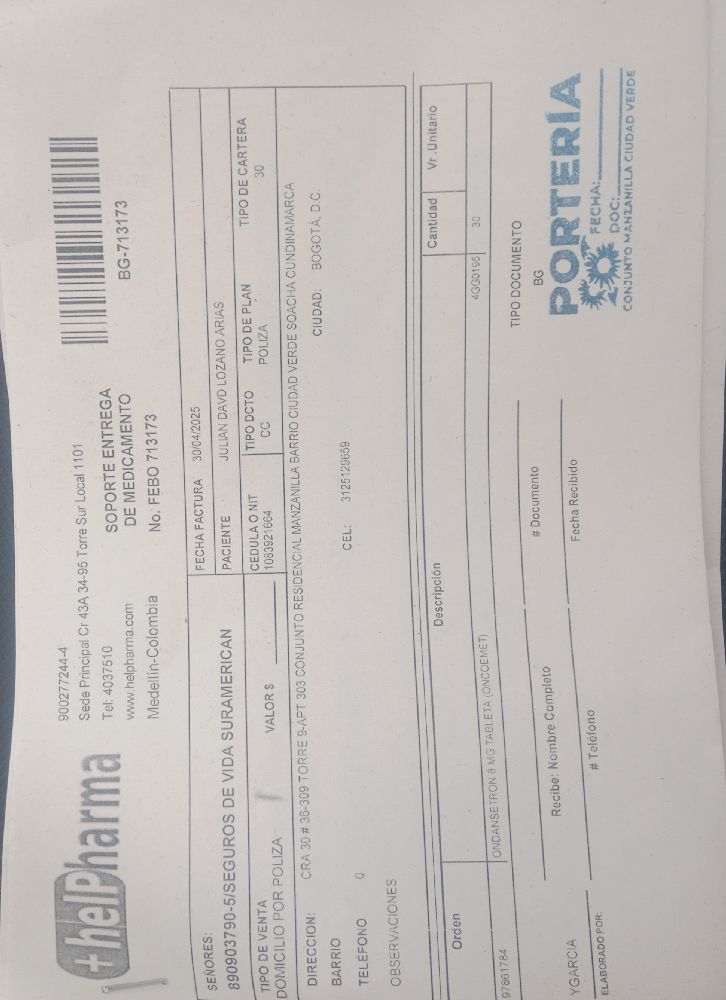 +helPharma
900277244-4
Sede Principal Cr 43A 34-95 Torre Sur Local 1101
Tel: 4037510
www.helpharma.com
Medellín-Colombia
SOPORTE ENTREGA
DE MEDICAMENTO
No.: FEBO 713173
BG-713173
SEÑORES:
890903790-5/SEGUROS DE VIDA SURAMERICAN
FECHA FACTURA 30/04/2025
PACIENTE JULIAN DAVD LOZANO ARIAS
TIPO DE VENTA VALOR $
DOMICILIO POR POLIZA
CEDULA O NIT TIPO DCTO TIPO DE PLAN TIPO DE CARTERA
1083921664 CC POLIZA 30
DIRECCION: CRA 30 # 36-309 TORRE 9-APT 303 CONJUNTO RESIDENCIAL MANZANILLA BARRIO CIUDAD VERDE SOACHA CUNDINAMARCA
BARRIO CIUDAD: BOGOTÁ, D.C.
TELÉFONO 0 CEL: 3125129659
OBSERVACIONES
Orden Descripción Cantidad Vr .Unitario
97861784 ONDANSETRON 8 MG TABLETA (ONCOEMET) 4GG0195 30
TIPO DOCUMENTO
BG
Recibe: Nombre Completo # Documento
# Teléfono Fecha Recibido
YGARCIA
ELABORADO POR:
PORTERÍA
FECHA:
DOC:
CONJUNTO MANZANILLA CIUDAD VERDE